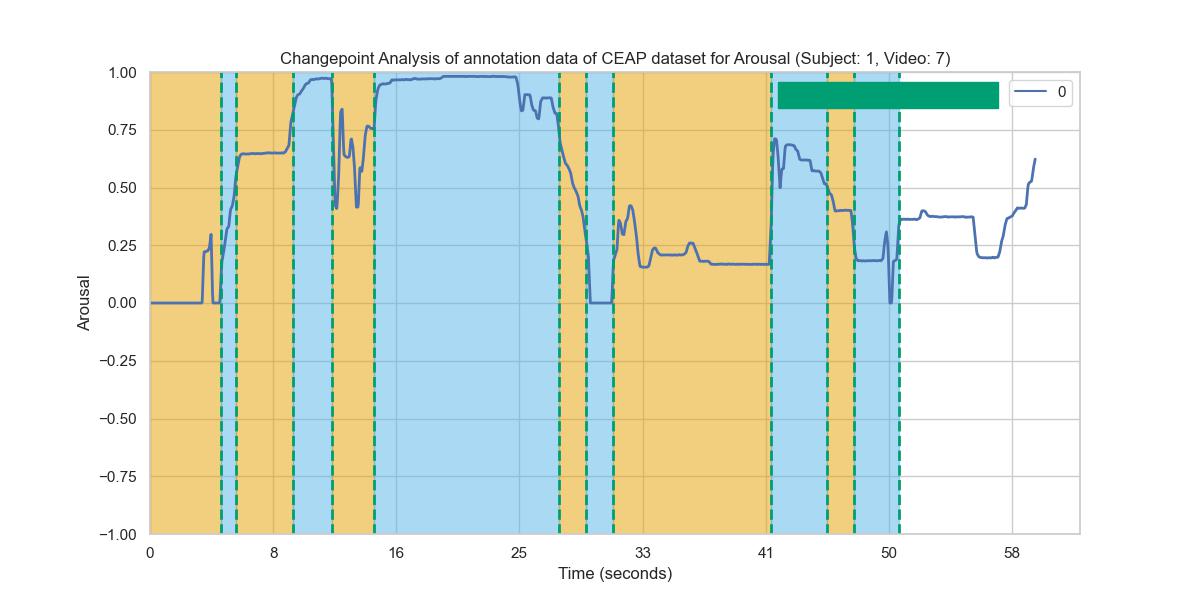 Changepoint Analysis of annotation data of CEAP dataset for Arousal (Subject: 1, Video: 7)
1.00
0.75
0.50
0.25
0.00
−0.25
−0.50
−0.75
−1.00
Arousal
0
0 8 16 25 33 41 50 58
Time (seconds)